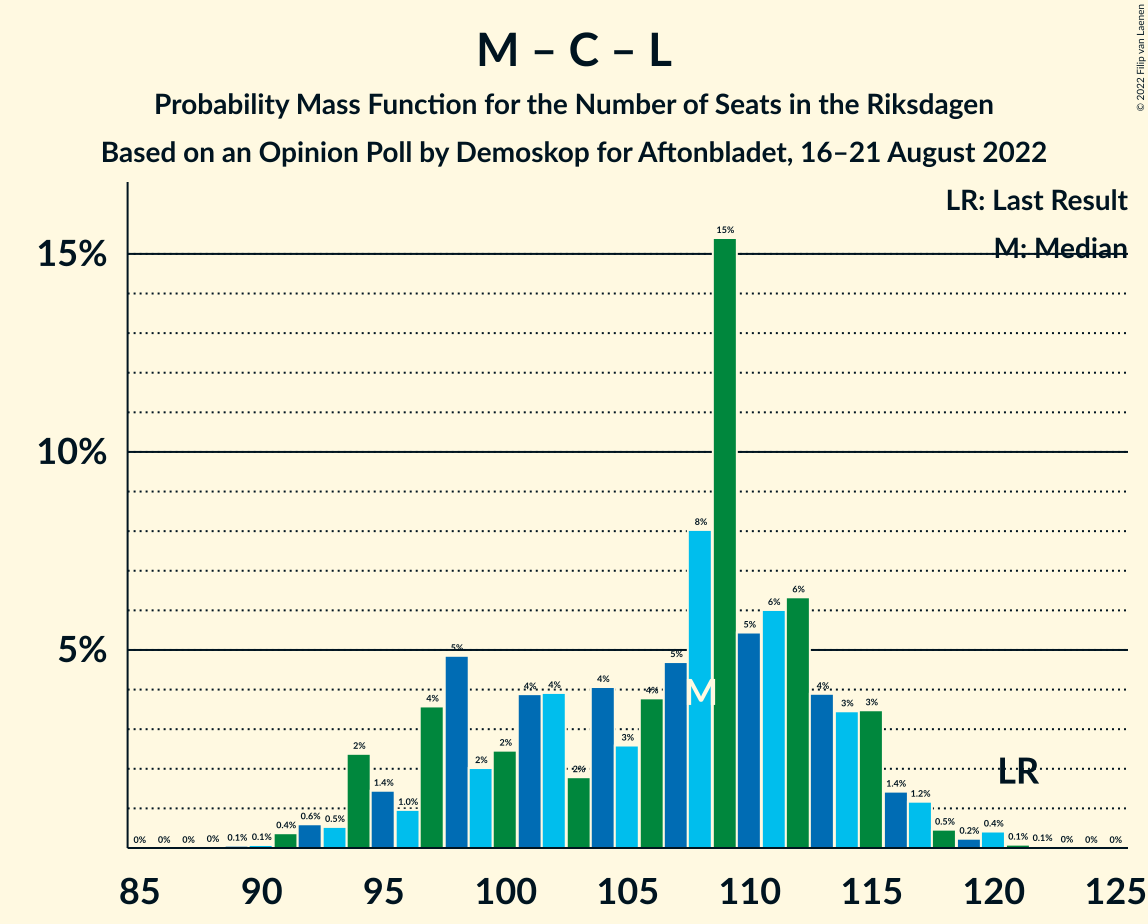 M – C – L
Probability Mass Function for the Number of Seats in the Riksdagen
Based on an Opinion Poll by Demoskop for Aftonbladet, 16–21 August 2022
© 2022 Filip van Laenen
LR: Last Result
M: Median
15%
10%
5%
0% 0% 0% 0% 0.1% 0.1% 0.4% 0.6% 0.5% 2% 1.4% 1.0% 4% 5% 2% 2% 4% 4% 2% 4% 3% 4% 5% 8% 15% 5% 6% 6% 4% 3% 3% 1.4% 1.2% 0.5% 0.2% 0.4% 0.1% 0.1% 0% 0% 0%
M
LR
85 90 95 100 105 110 115 120 125